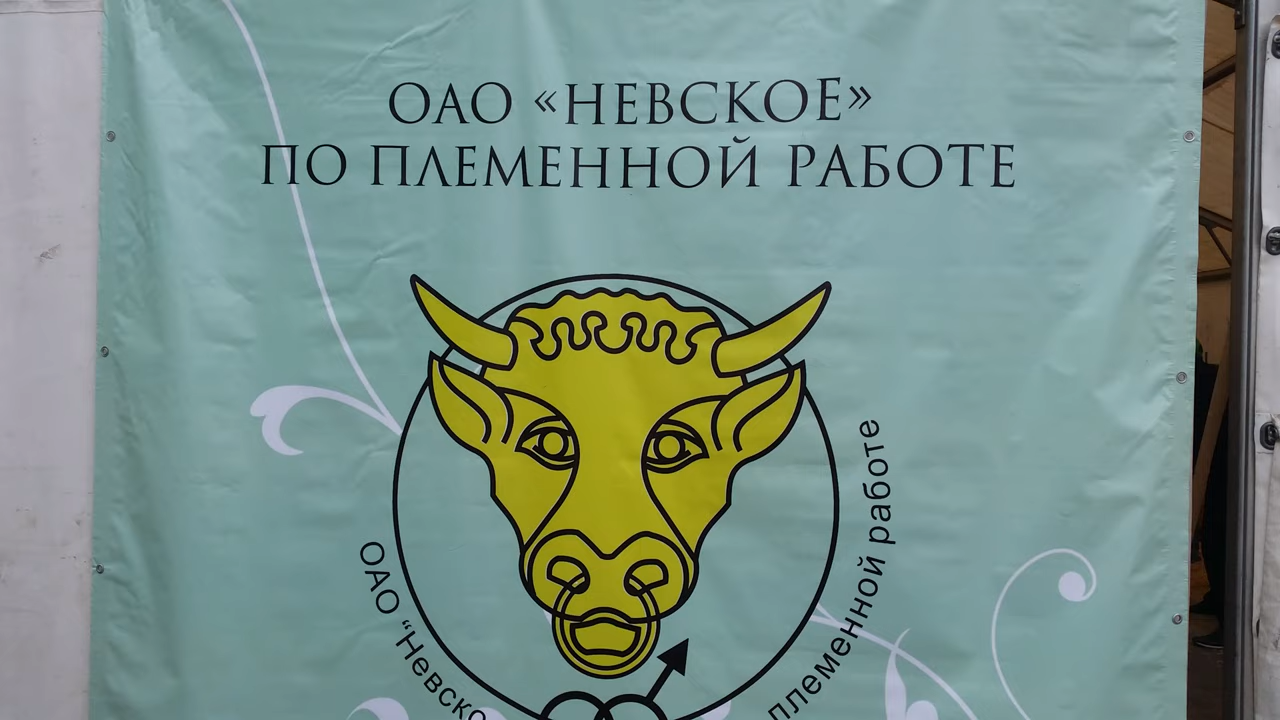 ОАО «НЕВСКОЕ»
ПО ПЛЕМЕННОЙ РАБОТЕ
ОАО "Невско
племенной работе